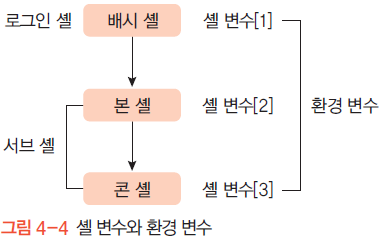 로그인 셸 배시 셸 셸 변수[1]
본 셸 셸 변수[2] 환경 변수
서브 셸
콘 셸 셸 변수[3]
그림 4-4 셸 변수와 환경 변수